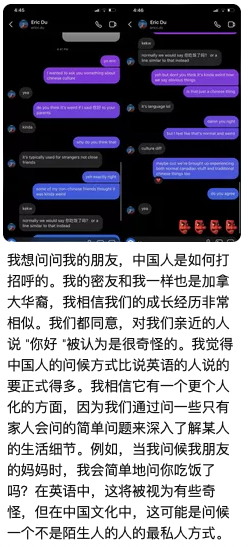 6:45
Eric Du
yo eric
I wanted to ask you something about chinese culture
yea
do you think it's weird if I said 你好 to your parents
kinda
why do you think that
it's typically used for strangers nor close friends
yeh exactly right
some of my non-chinese friends thought it was kinda weird
kekw
normally we would say 你吃饭了吗? or a line similar to that instead
6:46
Eric Du
kekw
normally we would say 你吃饭了吗? or a line similar to that instead
yeh but don't you think it's kinda weird how we say obvious things
is that just a chinese thing
it's language lol
damn you right
but I feel like that's normal and weird
culture diff
maybe cuz we've brought up experiencing both normal canadian stuff and traditional chinese things too
oh you agree
yea
我想问问我的朋友，中国人是如何打
招呼的。我的密友和我一样也是加拿
大华裔，我相信我们的成长经历非常
相似。我们都同意，对我们亲近的人
说 "你好 "被认为是很奇怪的。我觉得
中国人的问候方式比说英语的人说的
要正式得多。我相信它有一个更个人
化的方面，因为我们通过问一些只有
家人会问的简单问题来深入了解某人
的生活细节。例如，当我问候我朋友
的妈妈时，我会简单地问你吃饭了
吗？在英语中，这将被视为有些奇
怪，但在中国文化中，这可能是问候
一个不是陌生人的人的最私人方式。